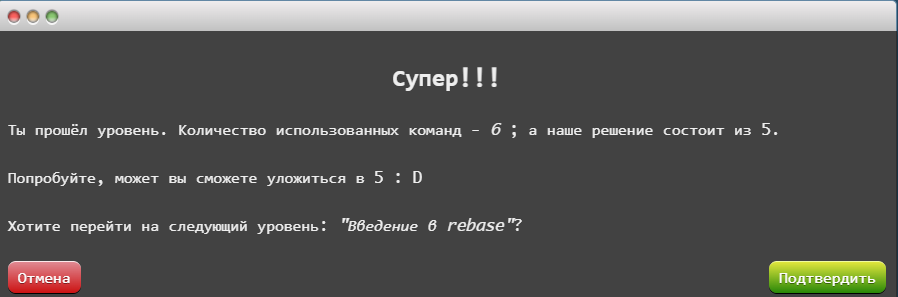 Супер!!!
Ты прошёл уровень. Количество использованных команд - 6 ; а наше решение состоит из 5.
Попробуйте, может вы сможете уложиться в 5 : D
Хотите перейти на следующий уровень: "Введение в rebase"?
Отмена
Подтвердить